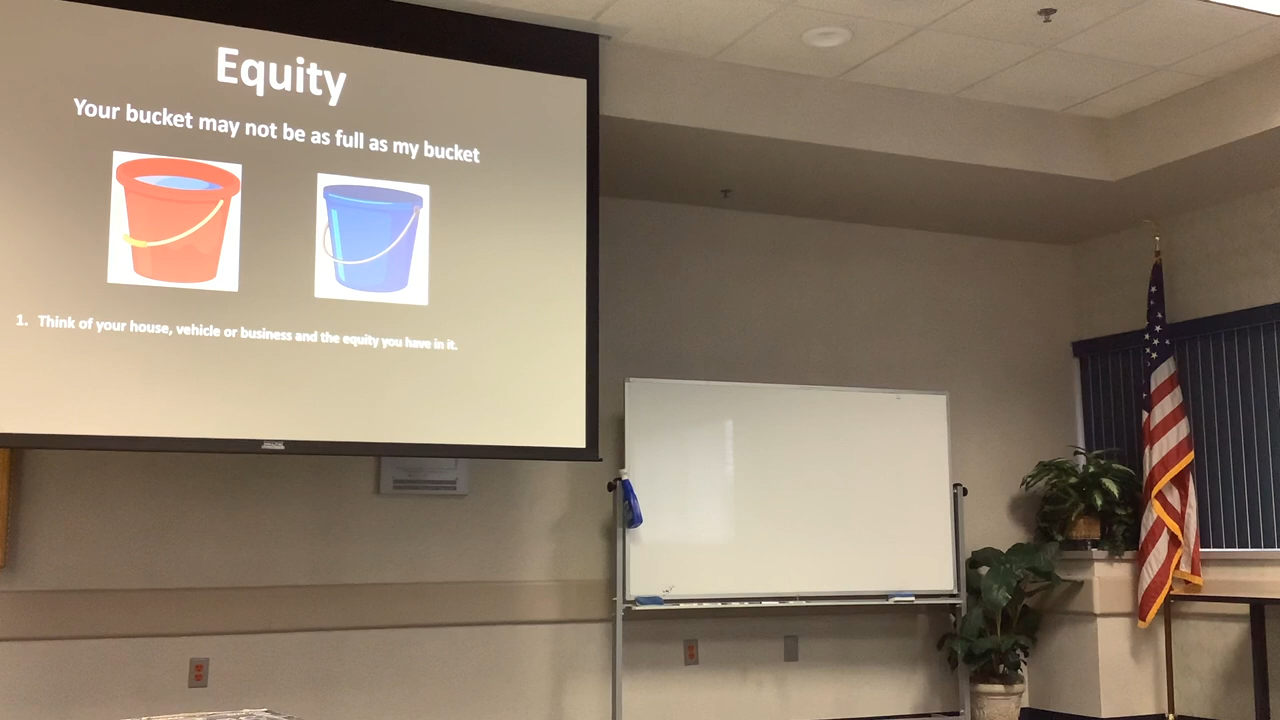 Equity
Your bucket may not be as full as my bucket
1. Think of your house, vehicle or business and the equity you have in it.